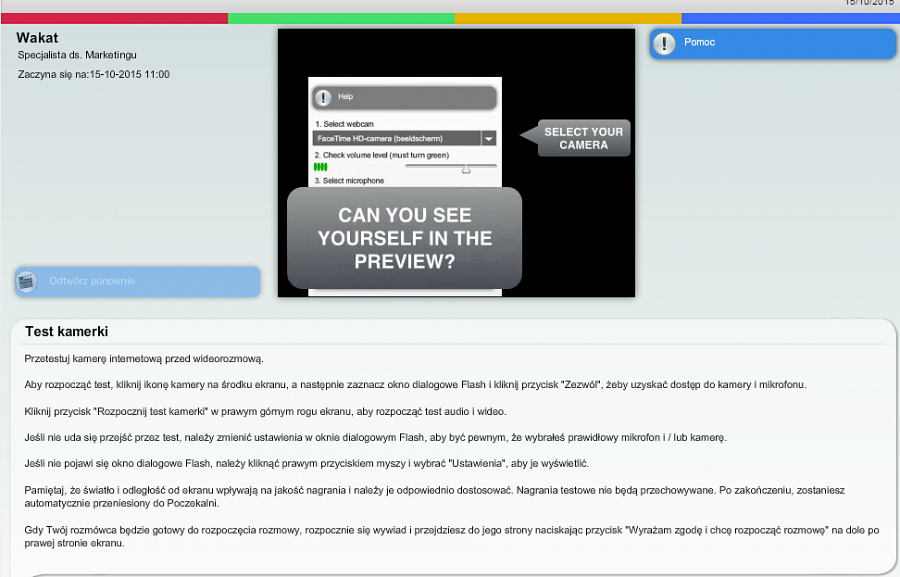 15/10/2015
Wakat
Specjalista ds. Marketingu
Zaczyna się na:15-10-2015 11:00
Odtwórz ponownie
Help
1. Select webcam
FaceTime HD-camera (beeldscherm)
2. Check volume level (must turn green)
3. Select microphone
SELECT YOUR
CAMERA
CAN YOU SEE
YOURSELF IN THE
PREVIEW?
Pomoc
Test kamerki
Przetestuj kamerę internetową przed wideorozmową.
Aby rozpocząć test, kliknij ikonę kamery na środku ekranu, a następnie zaznacz okno dialogowe Flash i kliknij przycisk "Zezwól", żeby uzyskać dostęp do kamery i mikrofonu.
Kliknij przycisk "Rozpocznij test kamerki" w prawym górnym rogu ekranu, aby rozpocząć test audio i wideo.
Jeśli nie uda się przejść przez test, należy zmienić ustawienia w oknie dialogowym Flash, aby być pewnym, że wybrałeś prawidłowy mikrofon i / lub kamerę.
Jeśli nie pojawi się okno dialogowe Flash, należy kliknąć prawym przyciskiem myszy i wybrać "Ustawienia", aby je wyświetlić.
Pamiętaj, że światło i odległość od ekranu wpływają na jakość nagrania i należy je odpowiednio dostosować. Nagrania testowe nie będą przechowywane. Po zakończeniu, zostaniesz
automatycznie przeniesiony do Poczekalni.
Gdy Twój rozmówca będzie gotowy do rozpoczęcia rozmowy, rozpocznie się wywiad i przejdziesz do jego strony naciskając przycisk "Wyrażam zgodę i chcę rozpocząć rozmowę" na dole po
prawej stronie ekranu.